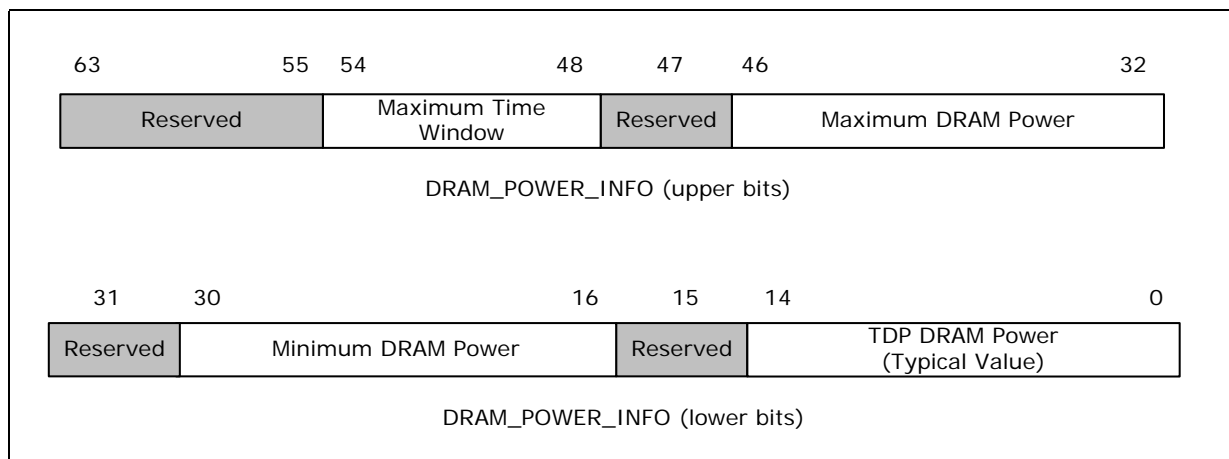 63 55 54 48 47 46 32
Reserved Maximum Time Window Reserved Maximum DRAM Power
DRAM_POWER_INFO (upper bits)
31 30 16 15 14 0
Reserved Minimum DRAM Power Reserved TDP DRAM Power (Typical Value)
DRAM_POWER_INFO (lower bits)